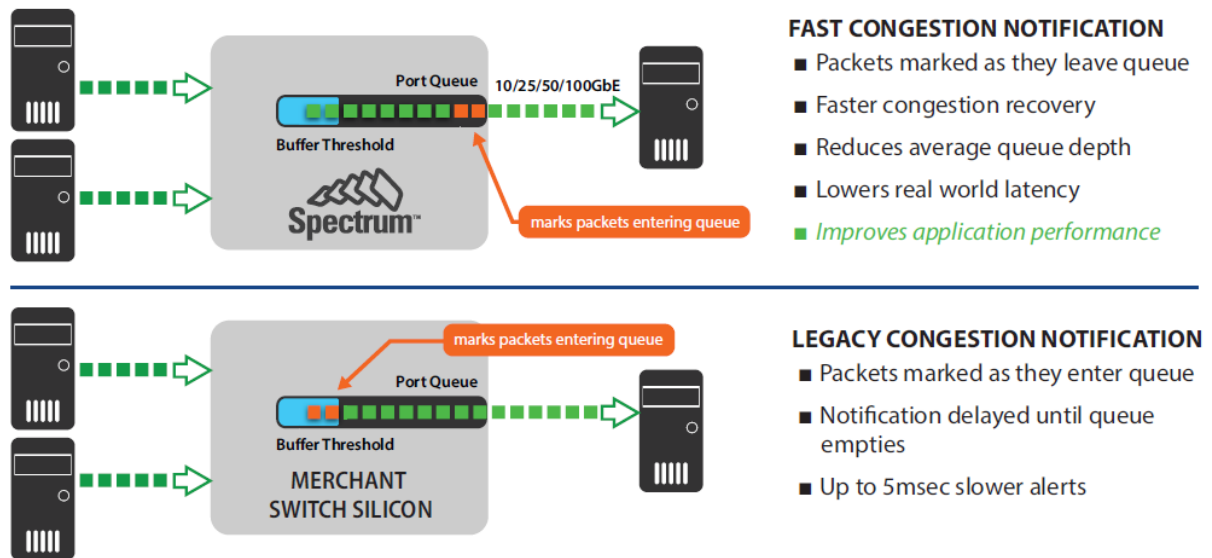 FAST CONGESTION NOTIFICATION
■ Packets marked as they leave queue
■ Faster congestion recovery
■ Reduces average queue depth
■ Lowers real world latency
■ Improves application performance
Port Queue
10/25/50/100GbE
Buffer Threshold
Spectrum™
marks packets entering queue
LEGACY CONGESTION NOTIFICATION
■ Packets marked as they enter queue
■ Notification delayed until queue
empties
■ Up to 5msec slower alerts
marks packets entering queue
Port Queue
Buffer Threshold
MERCHANT
SWITCH SILICON